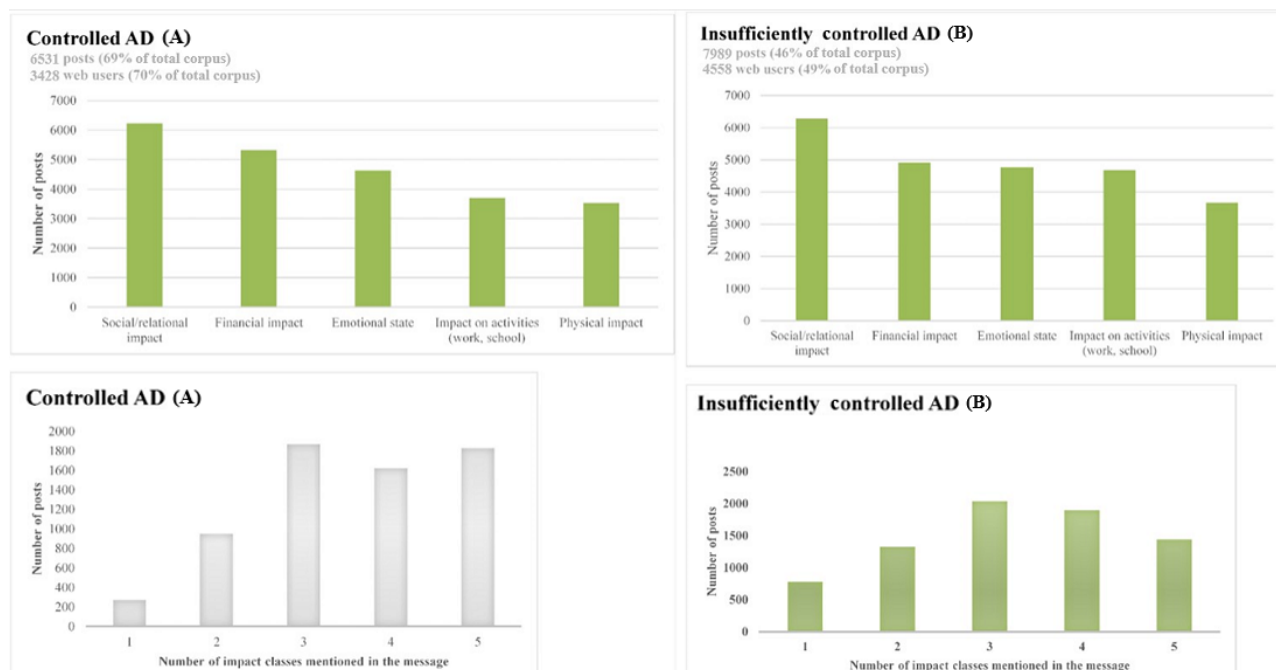 Controlled AD (A)
6531 posts (69% of total corpus)
3428 web users (70% of total corpus)
7000
6000
5000
4000
3000
2000
1000
0
Number of posts
Social/relational
impact
Financial impact
Emotional state
Impact on activities
(work, school)
Physical impact
Insufficiently controlled AD (B)
7989 posts (46% of total corpus)
4558 web users (49% of total corpus)
7000
6000
5000
4000
3000
2000
1000
0
Number of posts
Social/relational
impact
Financial impact
Emotional state
Impact on activities
(work, school)
Physical impact
Controlled AD (A)
2000
1800
1600
1400
1200
1000
800
600
400
200
0
Number of posts
1 2 3 4 5
Number of impact classes mentioned in the message
Insufficiently controlled AD (B)
2500
2000
1500
1000
500
0
Number of posts
1 2 3 4 5
Number of impact classes mentioned in the message